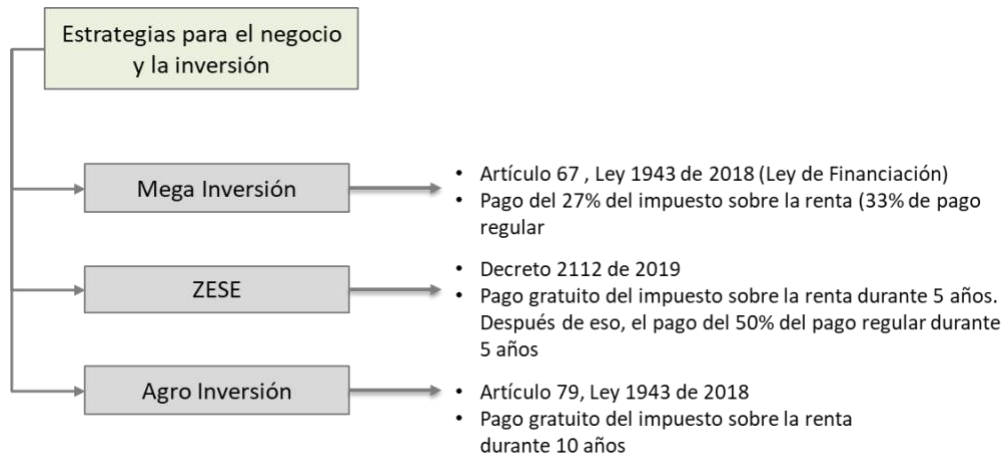 Estrategias para el negocio
y la inversión
Mega Inversión
• Artículo 67 , Ley 1943 de 2018 (Ley de Financiación)
• Pago del 27% del impuesto sobre la renta (33% de pago
regular
ZESE
• Decreto 2112 de 2019
• Pago gratuito del impuesto sobre la renta durante 5 años.
Después de eso, el pago del 50% del pago regular durante
5 años
Agro Inversión
• Artículo 79, Ley 1943 de 2018
• Pago gratuito del impuesto sobre la renta
durante 10 años